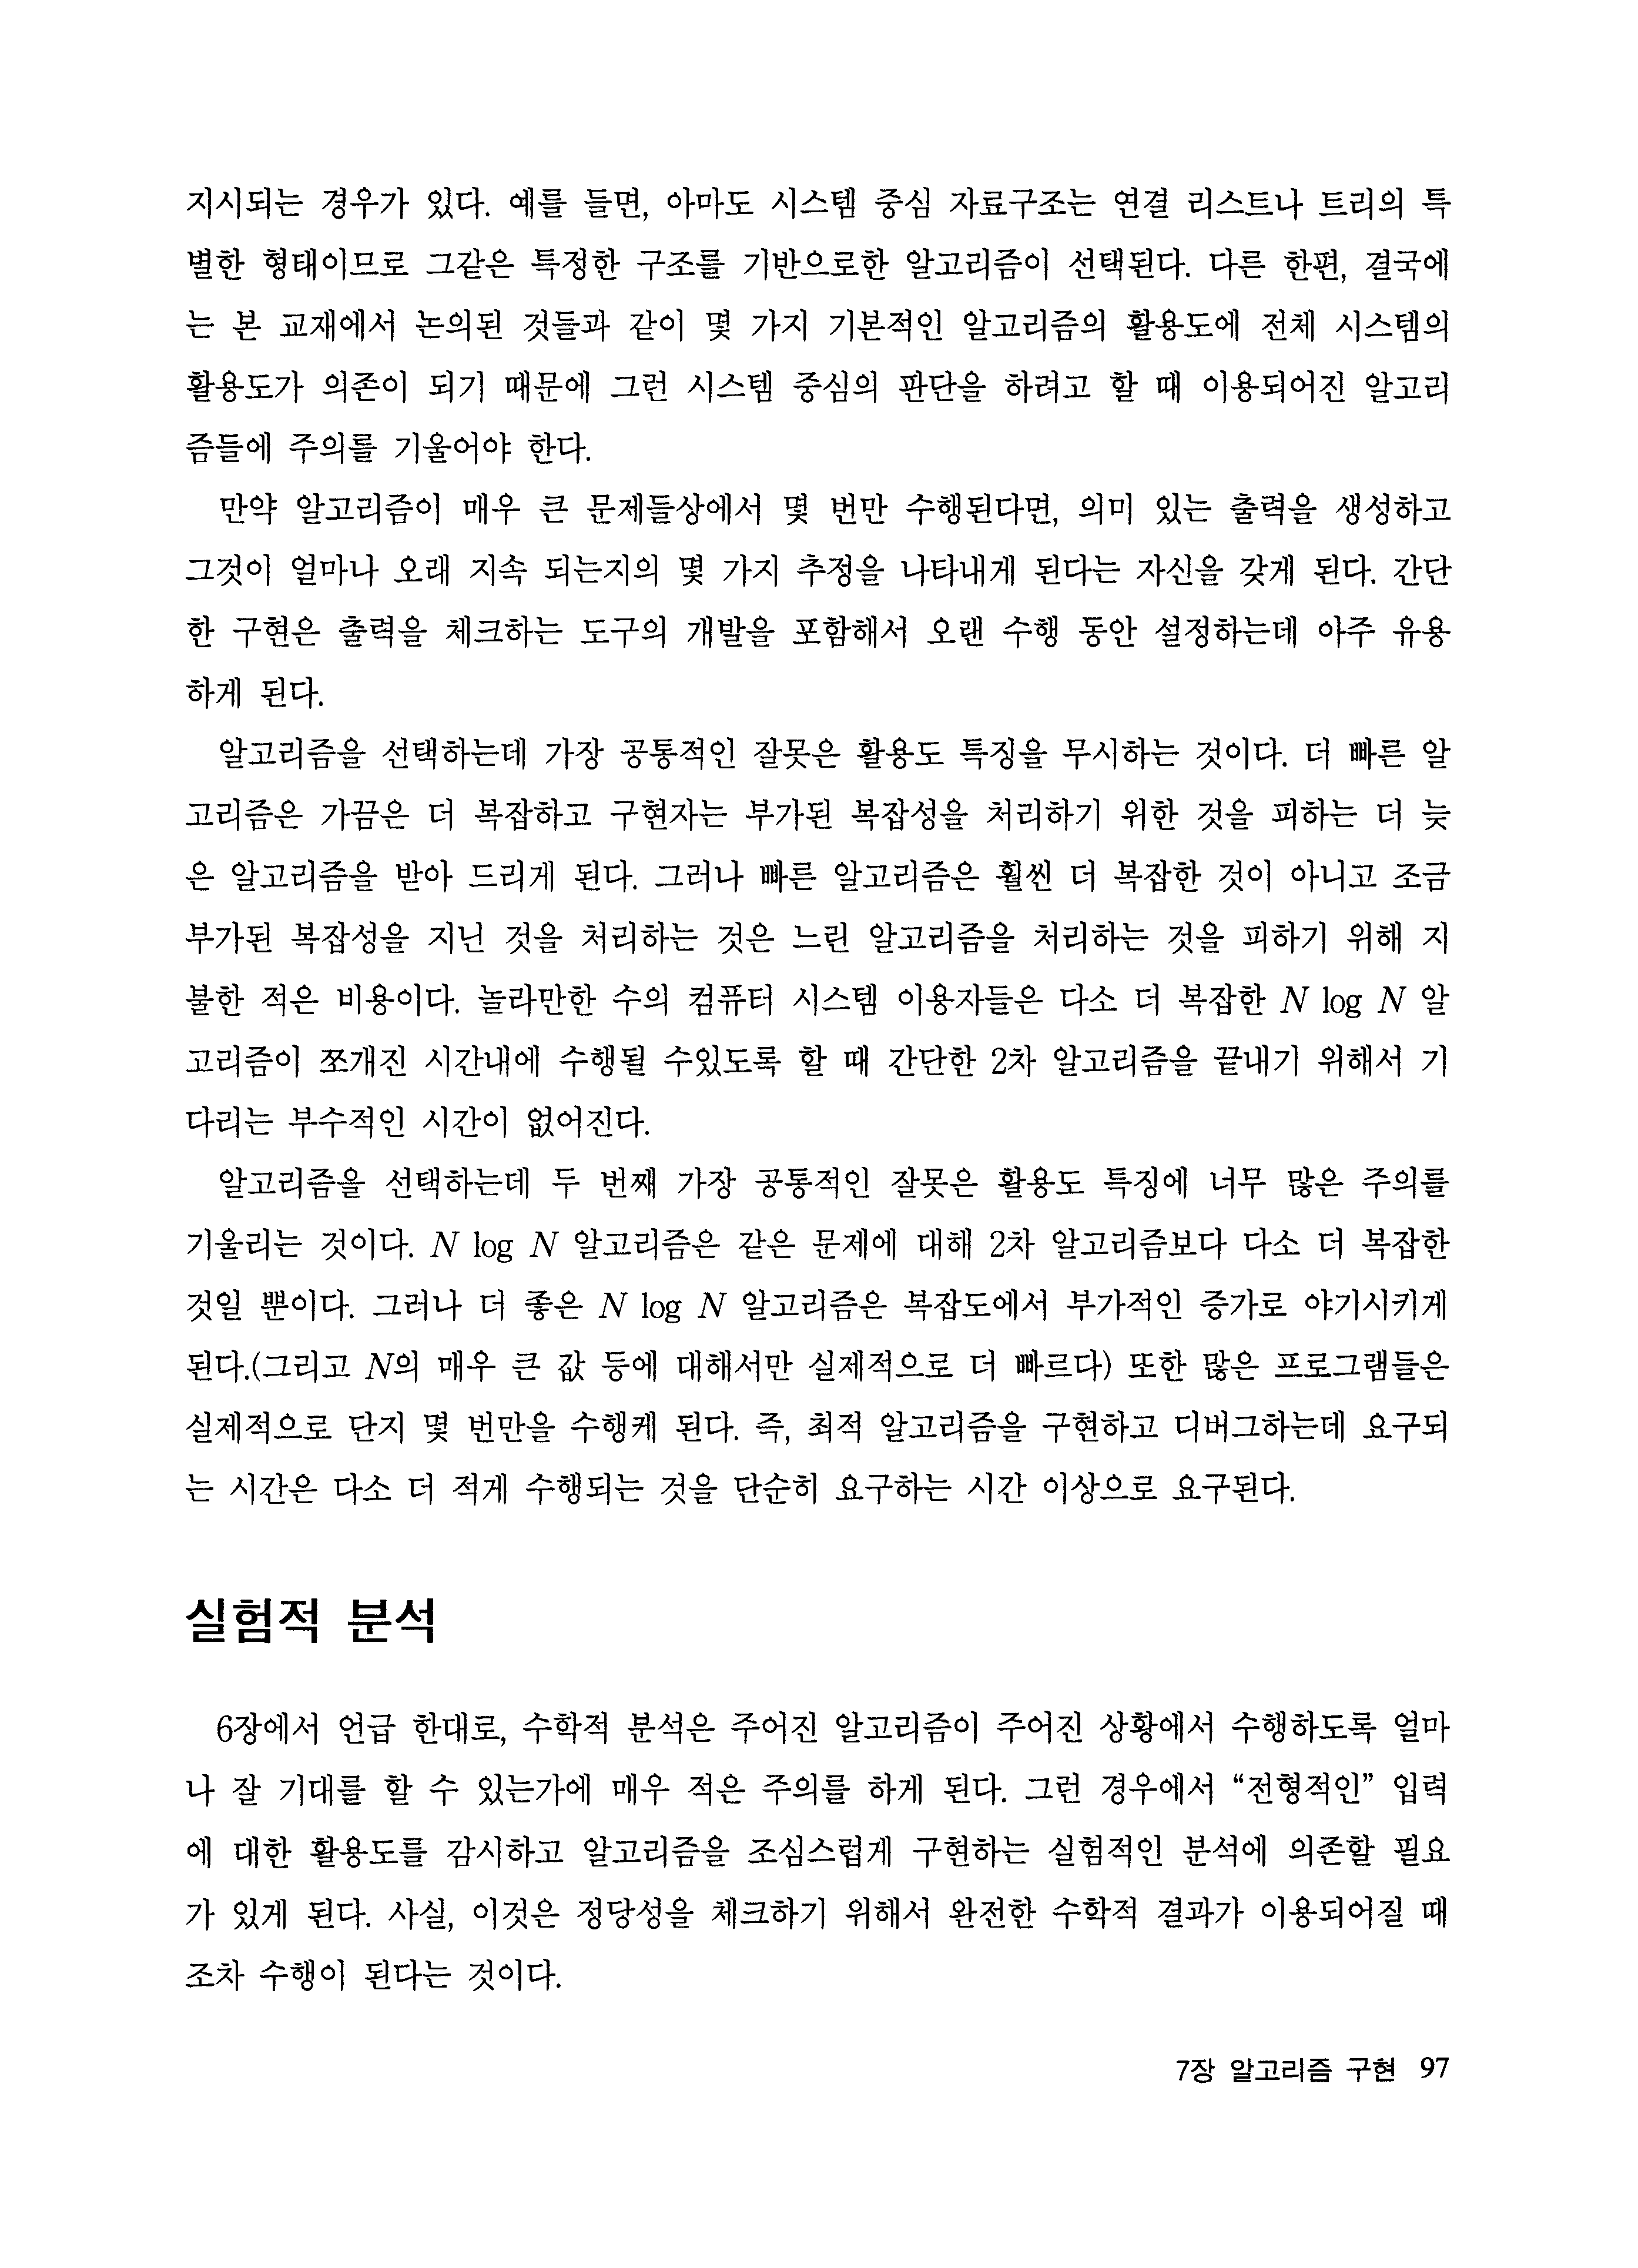 지시되는 경우가 있다. 예를 들면, 아마도 시스템 중심 자료구조는 연결 리스트나 트리의 특
별한 형태이므로 그같은 특정한 구조를 기반으로한 알고리즘이 선택된다. 다른 한편, 결국에
는 본 교재에서 논의된 것들과 같이 몇 가지 기본적인 알고리즘의 활용도에 전체 시스템의
활용도가 의존이 되기 때문에 그런 시스템 중심의 판단을 하려고 할 때 이용되어진 알고리
즘들에 주의를 기울어야 한다.
만약 알고리즘이 매우 큰 문제들상에서 몇 번만 수행된다면, 의미 있는 출력을 생성하고
그것이 얼마나 오래 지속 되는지의 몇 가지 추정을 나타내게 된다는 자신을 갖게 된다. 간단
한 구현은 출력을 체크하는 도구의 개발을 포함해서 오랜 수행 동안 설정하는데 아주 유용
하게 된다.
알고리즘을 선택하는데 가장 공통적인 잘못은 활용도 특징을 무시하는 것이다. 더 빠른 알
고리즘은 가끔은 더 복잡하고 구현자는 부가된 복잡성을 처리하기 위한 것을 피하는 더 늦
은 알고리즘을 받아 드리게 된다. 그러나 빠른 알고리즘은 훨씬 더 복잡한 것이 아니고 조금
부가된 복잡성을 지닌 것을 처리하는 것은 느린 알고리즘을 처리하는 것을 피하기 위해 지
불한 적은 비용이다. 놀라만한 수의 컴퓨터 시스템 이용자들은 다소 더 복잡한 N log N 알
고리즘이 쪼개진 시간내에 수행될 수있도록 할 때 간단한 2차 알고리즘을 끝내기 위해서 기
다리는 부수적인 시간이 없어진다.
알고리즘을 선택하는데 두 번째 가장 공통적인 잘못은 활용도 특징에 너무 많은 주의를
기울리는 것이다. N log N 알고리즘은 같은 문제에 대해 2차 알고리즘보다 다소 더 복잡한
것일 뿐이다. 그러나 더 좋은 N log N 알고리즘은 복잡도에서 부가적인 증가로 야기시키게
된다.(그리고 N의 매우 큰 값 등에 대해서만 실제적으로 더 빠르다) 또한 많은 프로그램들은
실제적으로 단지 몇 번만을 수행케 된다. 즉, 최적 알고리즘을 구현하고 디버그하는데 요구되
는 시간은 다소 더 적게 수행되는 것을 단순히 요구하는 시간 이상으로 요구된다.
실험적 분석
6장에서 언급 한대로, 수학적 분석은 주어진 알고리즘이 주어진 상황에서 수행하도록 얼마
나 잘 기대를 할 수 있는가에 매우 적은 주의를 하게 된다. 그런 경우에서 “전형적인” 입력
에 대한 활용도를 감시하고 알고리즘을 조심스럽게 구현하는 실험적인 분석에 의존할 필요
가 있게 된다. 사실, 이것은 정당성을 체크하기 위해서 완전한 수학적 결과가 이용되어질 때
조차 수행이 된다는 것이다.
7장 알고리즘 구현 97